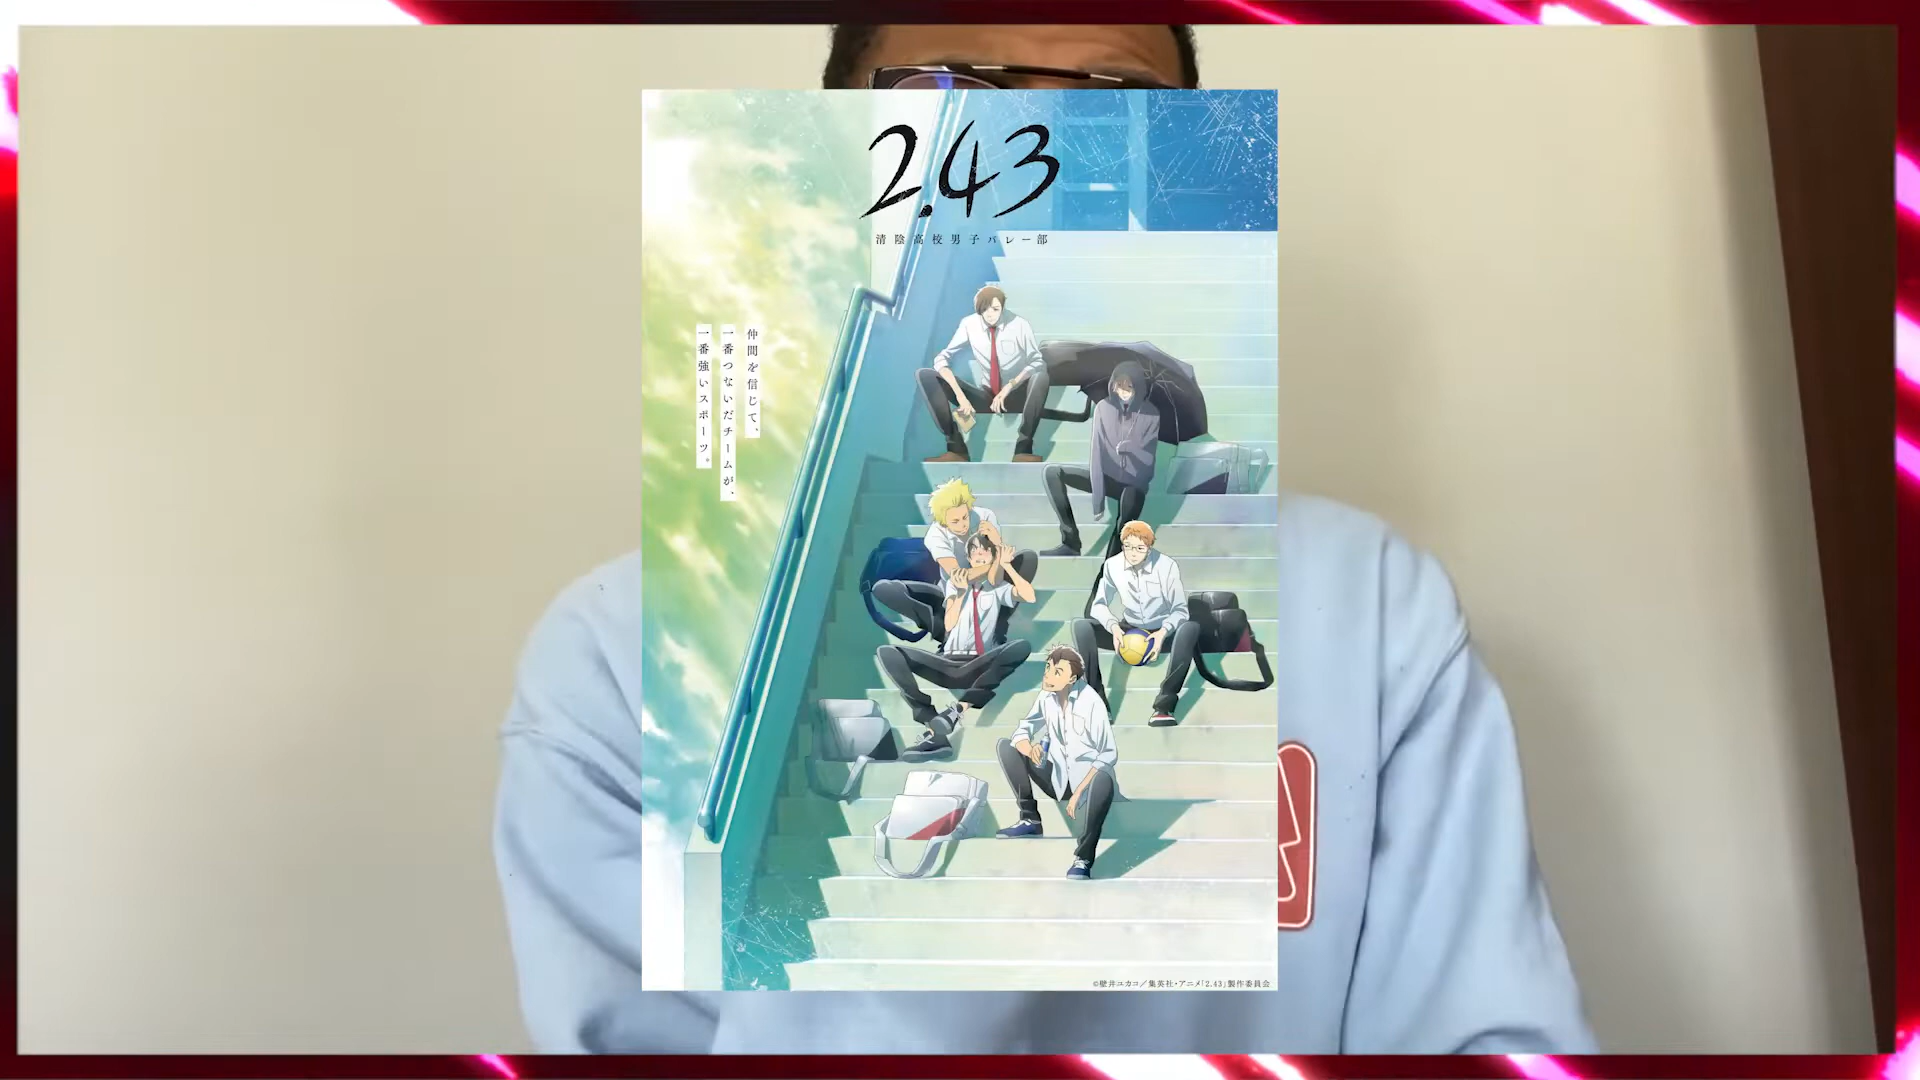 2.43
清陰高校男子バレー部
仲間を信じて、
一番つないだチームが、
一番強いスポーツ。
©壁井ユカコ/集英社・アニメ「2.43」製作委員会